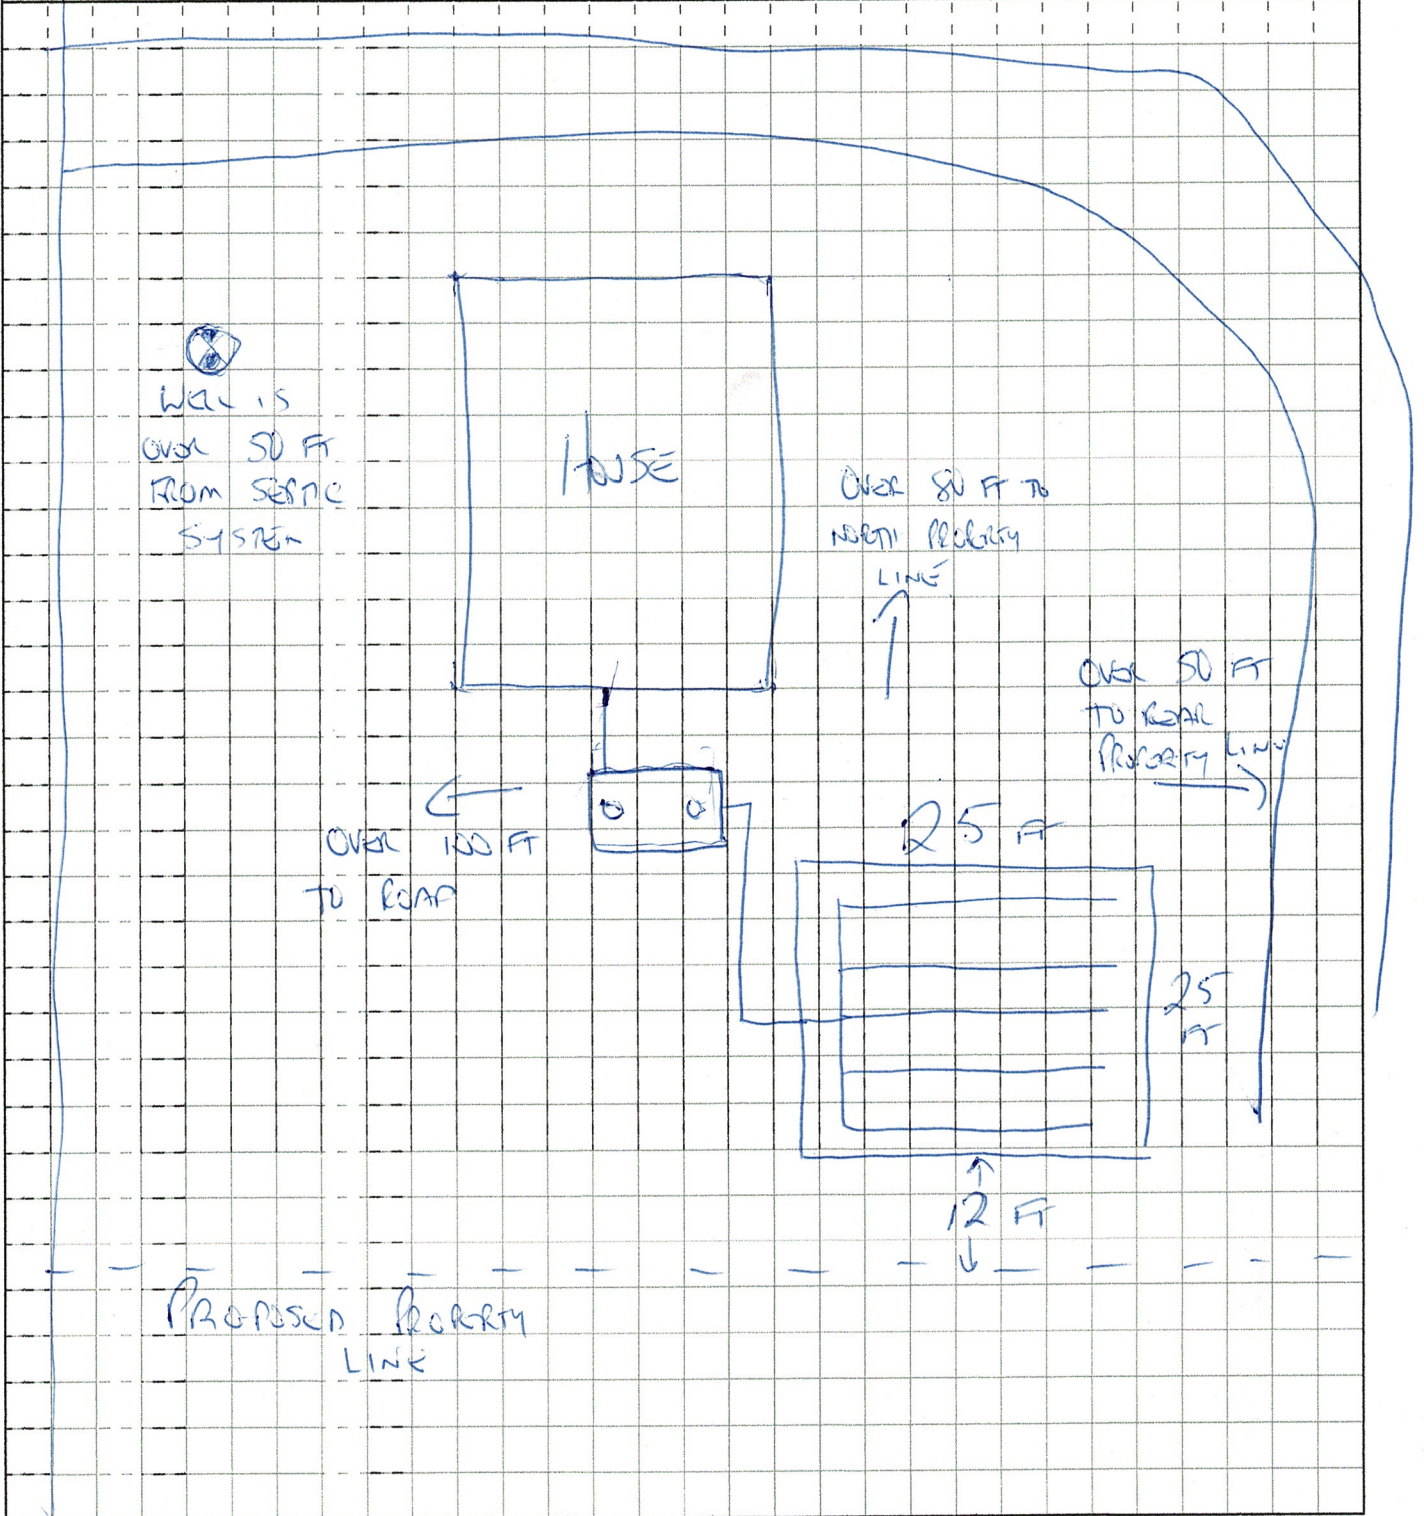 WELL IS
OVER 50 FT
FROM SEPTIC
SYSTEM
HOUSE
OVER 80 FT TO
NORTH PROPERTY
LINE
OVER 50 FT
TO REAR
PROPERTY LINE
OVER 100 FT
TO ROAD
25 FT
25
FT
12 FT
PROPOSED PROPERTY
LINE